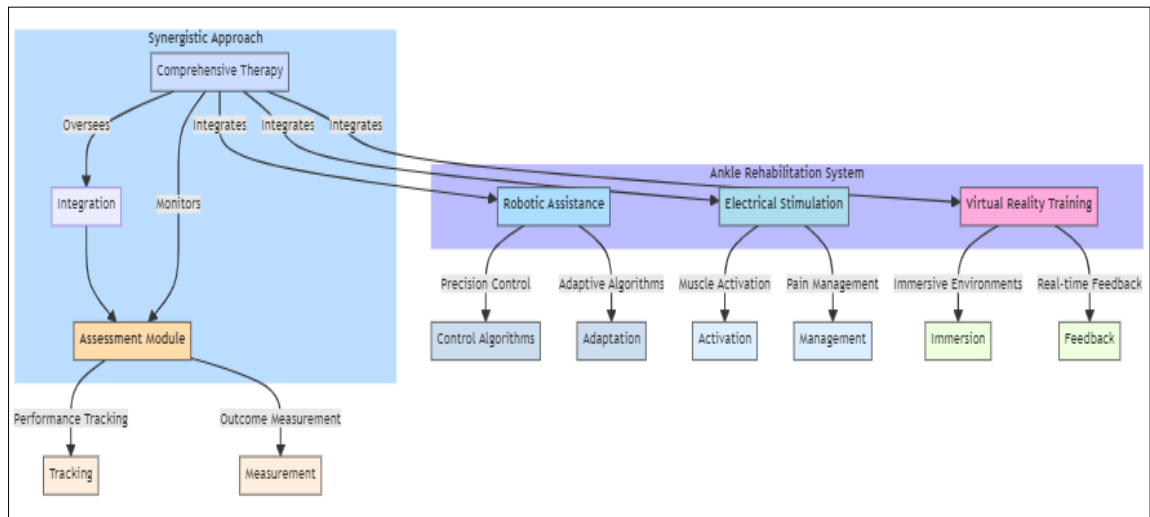 Synergistic Approach
Comprehensive Therapy
Oversees
Integrates
Integrates
Integrates
Ankle Rehabilitation System
Integration
Monitors
Robotic Assistance
Electrical Stimulation
Virtual Reality Training
Precision Control
Adaptive Algorithms
Muscle Activation
Pain Management
Immersive Environments
Real-time Feedback
Assessment Module
Control Algorithms
Adaptation
Activation
Management
Immersion
Feedback
Performance Tracking
Outcome Measurement
Tracking
Measurement